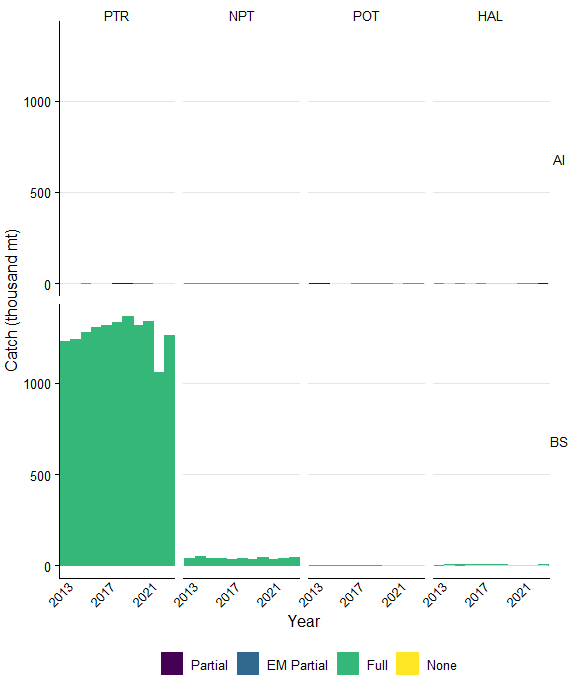 PTR NPT POT HAL
1000
500
0
AI
1000
500
0
BS
Catch (thousand mt)
2013 2017 2021 2013 2017 2021 2013 2017 2021 2013 2017 2021
Year
Partial EM Partial Full None